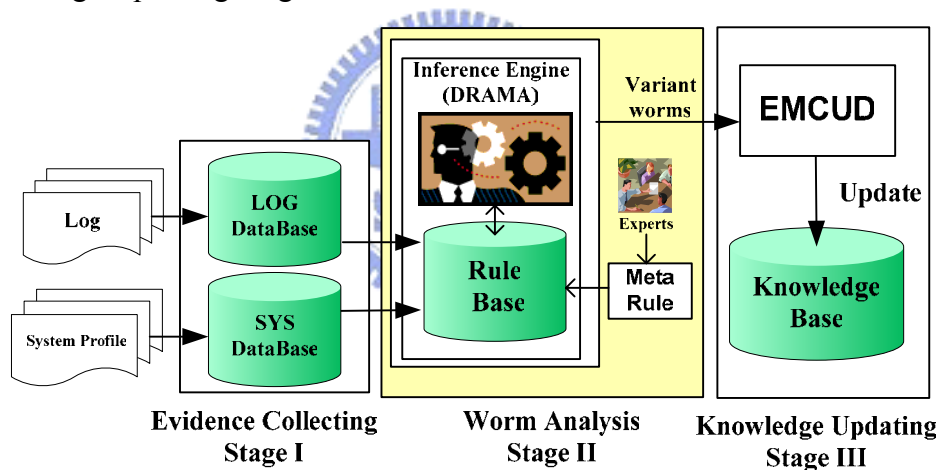 Inference Engine
(DRAMA)
Variant
worms
EMCUD
Log
LOG
DataBase
Experts
Update
Rule
Base
Meta
Rule
Knowledge
Base
System Profile
SYS
DataBase
Evidence Collecting
Stage I
Worm Analysis
Stage II
Knowledge Updating
Stage III